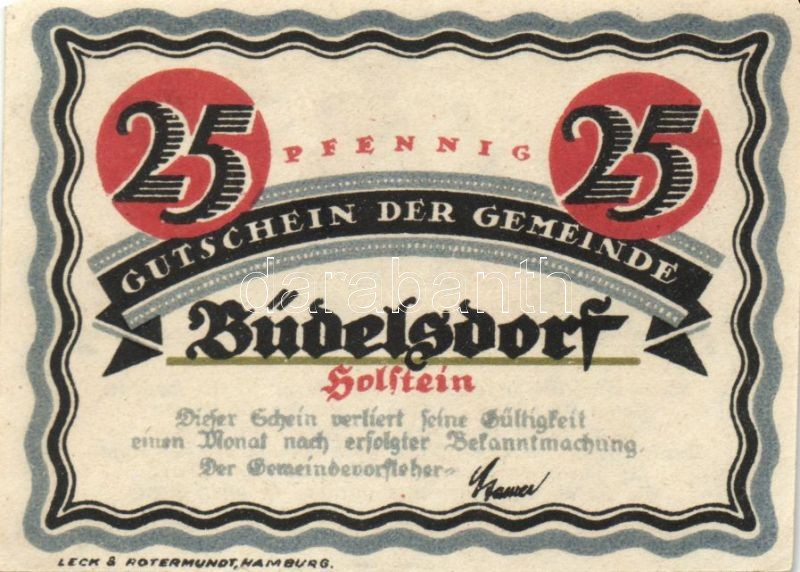 25 PFENNIG 25
GUTSCHEIN DER GEMEINDE
Büdelsdorf
Holstein
Dieser Schein verliert seine Gültigkeit
einen Monat nach erfolgter Bekanntmachung.
Der Gemeindevorsteher=
LECK & ROTERMUNDT, HAMBURG.
darabanth